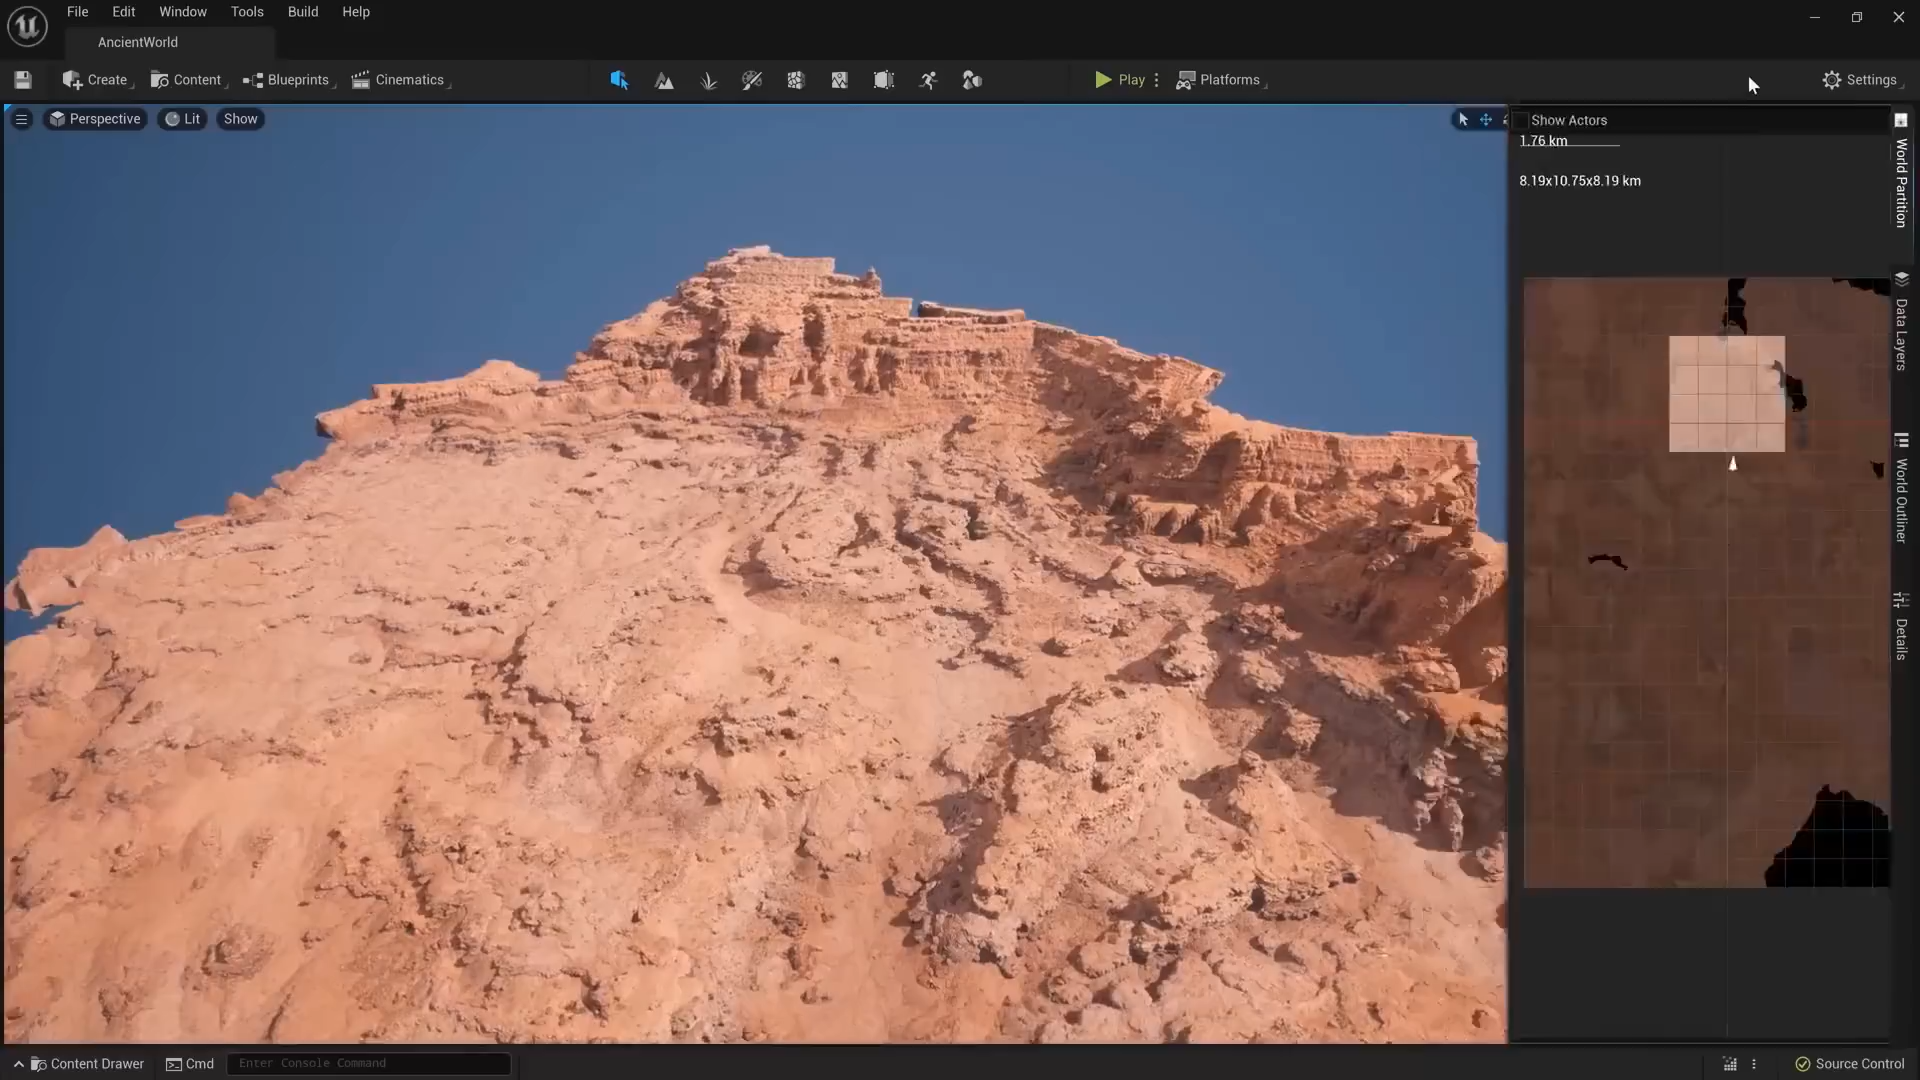 File Edit Window Tools Build Help
AncientWorld
Create Content Blueprints Cinematics Play Platforms Settings
Perspective Lit Show
Show Actors
1.76 km
8.19x10.75x8.19 km
World Partition
Data Layers
World Outliner
Details
Content Drawer Cmd Enter Console Command Source Control